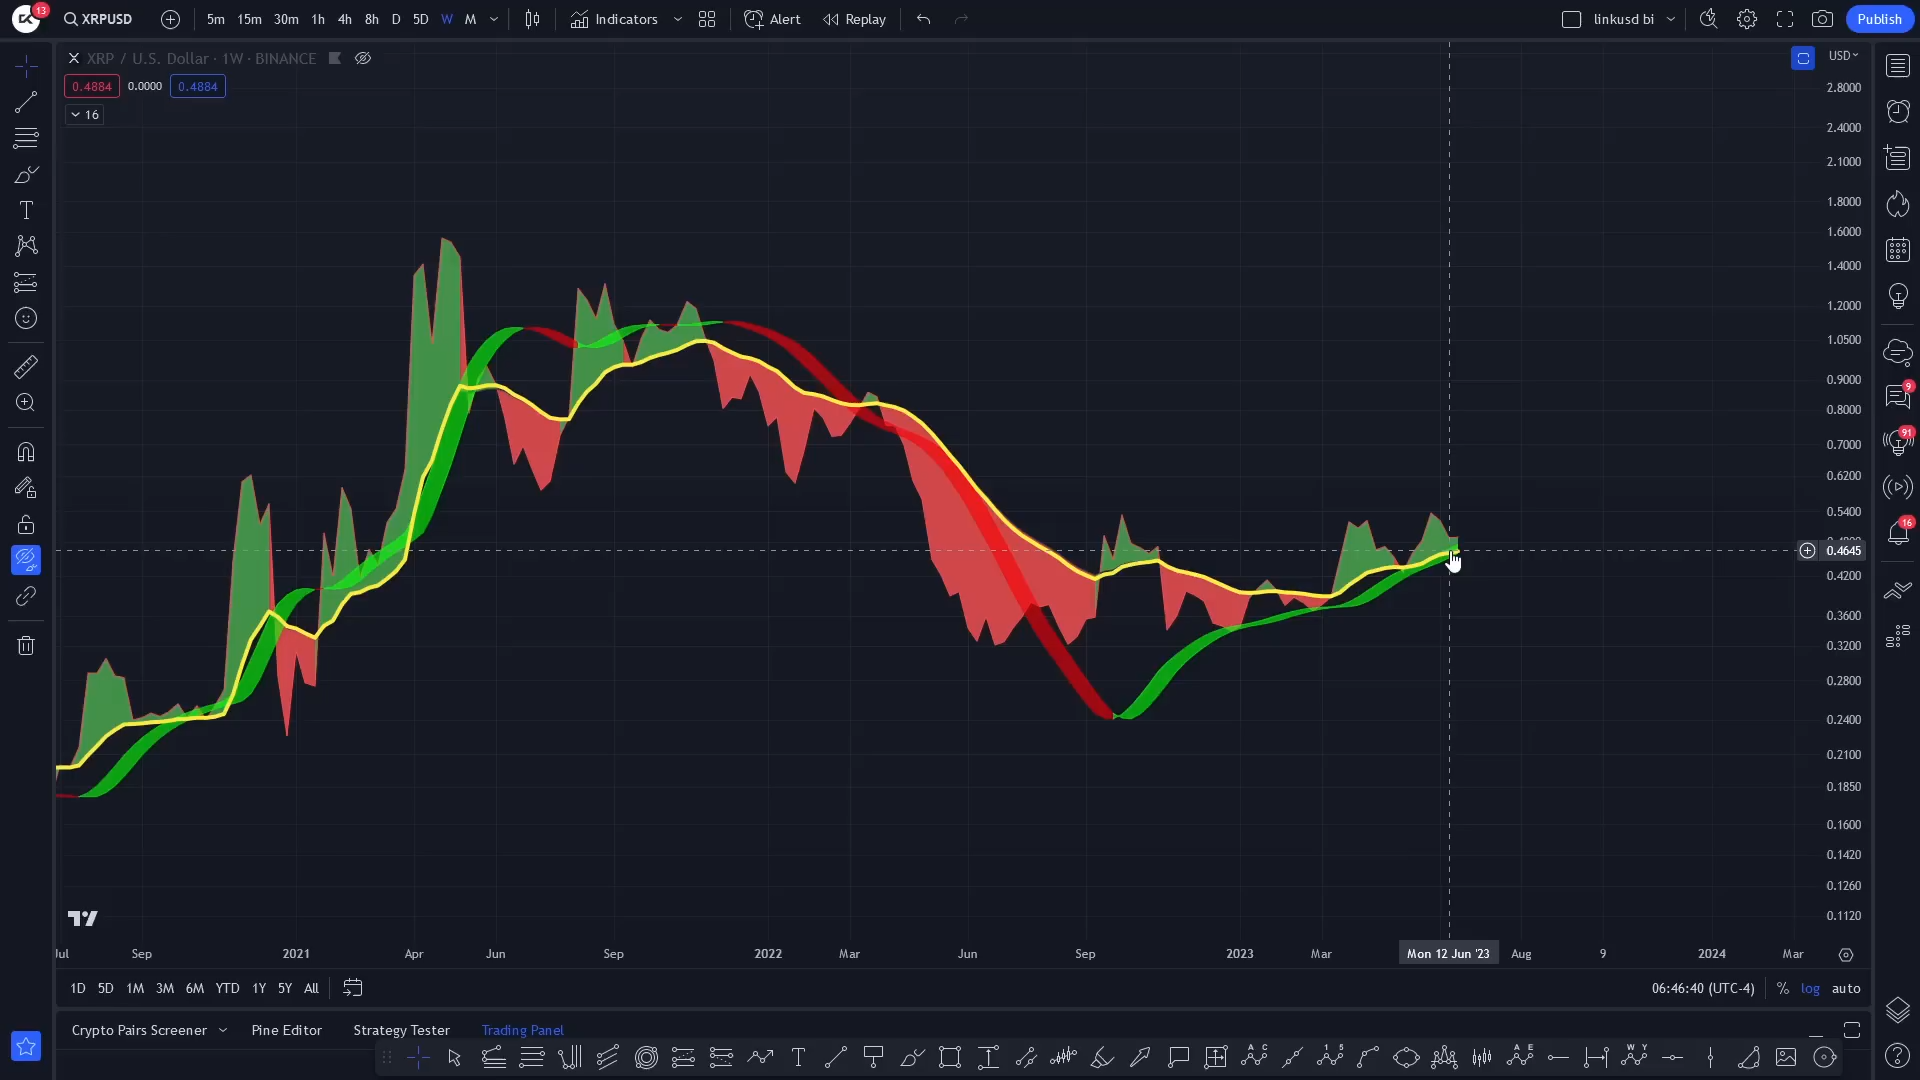 13
XRPUSD
5m 15m 30m 1h 4h 8h D 5D W M
Indicators
Alert
Replay
linkusd bi
Publish
XRP / U.S. Dollar · 1W · BINANCE
0.4884 0.0000 0.4884
16
USD
2.8000
2.4000
2.1000
1.8000
1.6000
1.4000
1.2000
1.0500
0.9000
0.8000
0.7000
0.6200
0.5400
0.4645
0.4200
0.3600
0.3200
0.2800
0.2400
0.2100
0.1850
0.1600
0.1420
0.1260
0.1120
9
91
16
Sep 2021 Apr Jun Sep 2022 Mar Jun Sep 2023 Mar Mon 12 Jun '23 Aug 9 2024 Mar
1D 5D 1M 3M 6M YTD 1Y 5Y All
06:46:40 (UTC-4) % log auto
Crypto Pairs Screener Pine Editor Strategy Tester Trading Panel